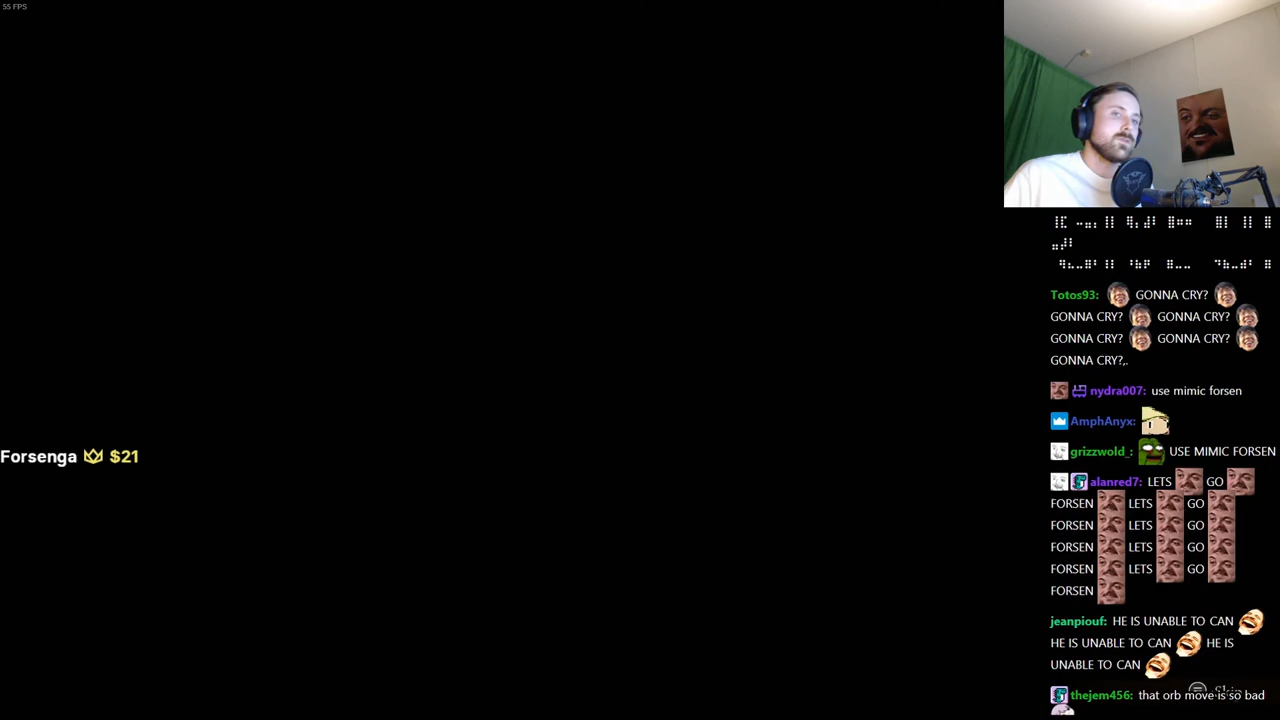 55 FPS
Totos93: GONNA CRY?
GONNA CRY? GONNA CRY?
GONNA CRY? GONNA CRY?
GONNA CRY?,.
nydra007: use mimic forsen
AmphAnyx:
Forsenga $21
grizzwold_: USE MIMIC FORSEN
alanred7: LETS GO
FORSEN LETS GO
FORSEN LETS GO
FORSEN LETS GO
FORSEN LETS GO
FORSEN
jeanpiouf: HE IS UNABLE TO CAN
HE IS UNABLE TO CAN HE IS
UNABLE TO CAN
Skip
thejem456: that orb move is so bad